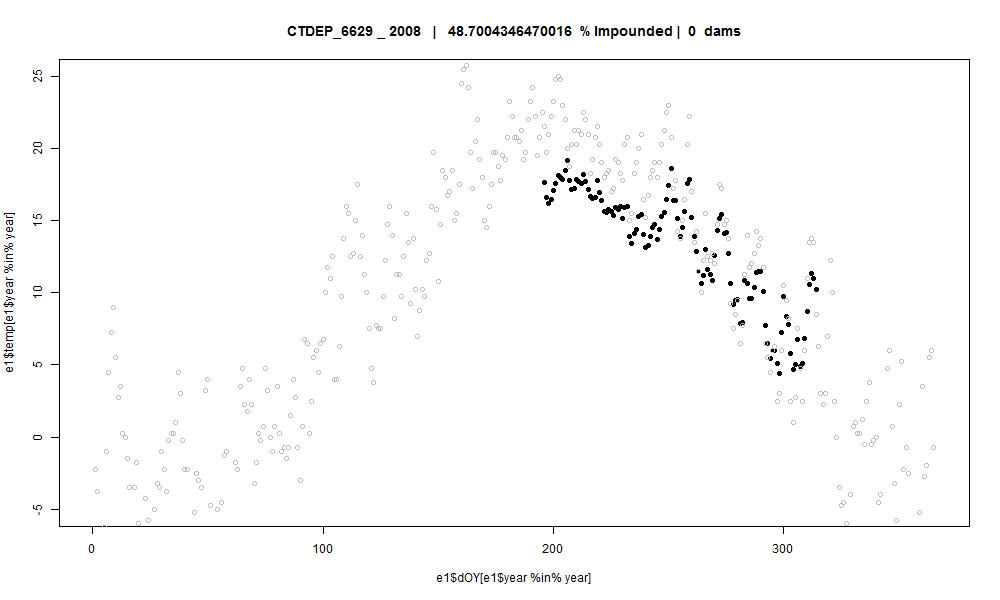 CTDEP_6629 _ 2008 | 48.7004346470016 % Impounded | 0 dams
e1$temp[e1$year %in% year]
25
20
15
10
5
0
-5
0 100 200 300
e1$dOY[e1$year %in% year]